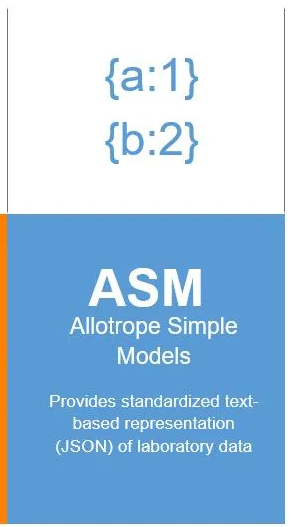 {a:1}
{b:2}
ASM
Allotrope Simple
Models
Provides standardized text-
based representation
(JSON) of laboratory data